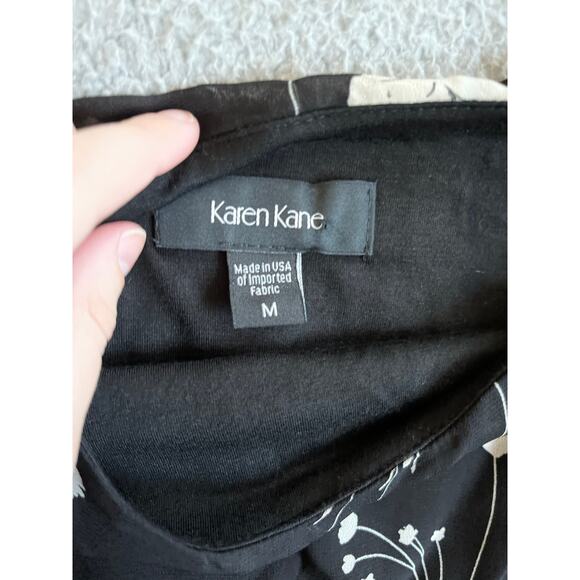 Karen Kane
Made in USA
of Imported
Fabric
M